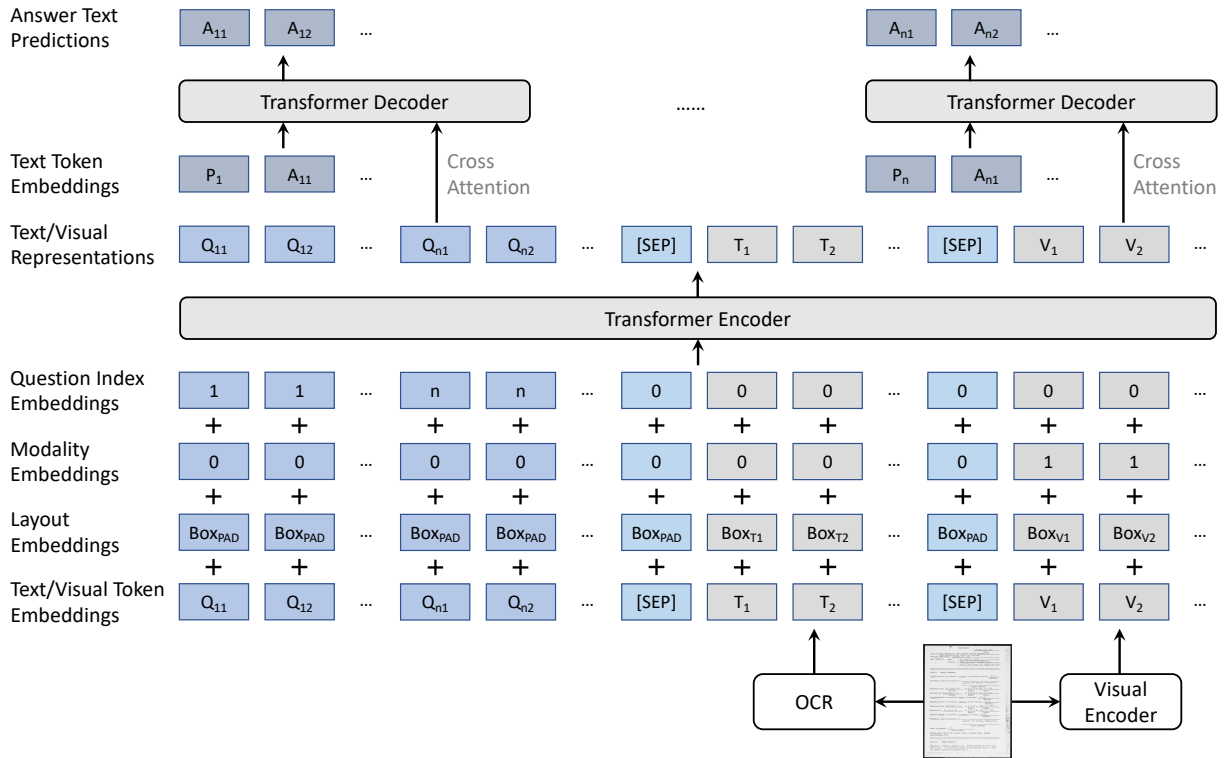 Answer Text
Predictions
A11 A12 ... A n1 A n2 ...
Transformer Decoder ...... Transformer Decoder
Text Token
Embeddings
P1 A11 ... Cross
Attention
Pn An1 ... Cross
Attention
Text/Visual
Representations
Q11 Q12 ... Qn1 Qn2 ... [SEP] T1 T2 ... [SEP] V1 V2 ...
Transformer Encoder
Question Index
Embeddings
1 1 ... n n ... 0 0 0 ... 0 0 0 ...
+ + + + + + + + + +
Modality
Embeddings
0 0 ... 0 0 ... 0 0 0 ... 0 1 1 ...
+ + + + + + + + + +
Layout
Embeddings
BoxPAD BoxPAD ... BoxPAD BoxPAD ... BoxPAD BoxT1 BoxT2 ... BoxPAD BoxV1 BoxV2 ...
+ + + + + + + + + +
Text/Visual Token
Embeddings
Q11 Q12 ... Qn1 Qn2 ... [SEP] T1 T2 ... [SEP] V1 V2 ...
OCR
Visual
Encoder